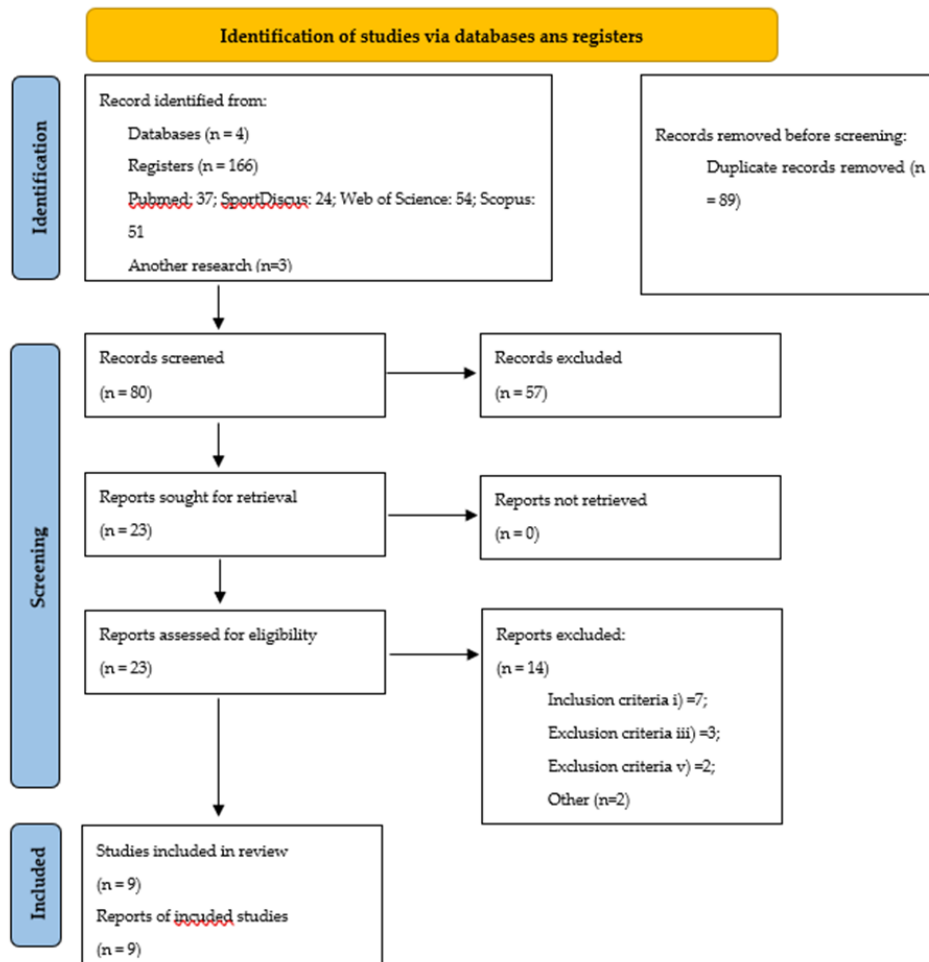 Identification of studies via databases ans registers
Identification
Record identified from:
Databases (n = 4)
Registers (n = 166)
Pubmed: 37; SportDiscus: 24; Web of Science: 54; Scopus:
51
Another research (n=3)
Records removed before screening:
Duplicate records removed (n
= 89)
Screening
Records screened
(n = 80)
Records excluded
(n = 57)
Reports sought for retrieval
(n = 23)
Reports not retrieved
(n = 0)
Reports assessed for eligibility
(n = 23)
Reports excluded:
(n = 14)
Inclusion criteria i) =7;
Exclusion criteria iii) =3;
Exclusion criteria v) =2;
Other (n=2)
Included
Studies included in review
(n = 9)
Reports of incuded studies
(n = 9)